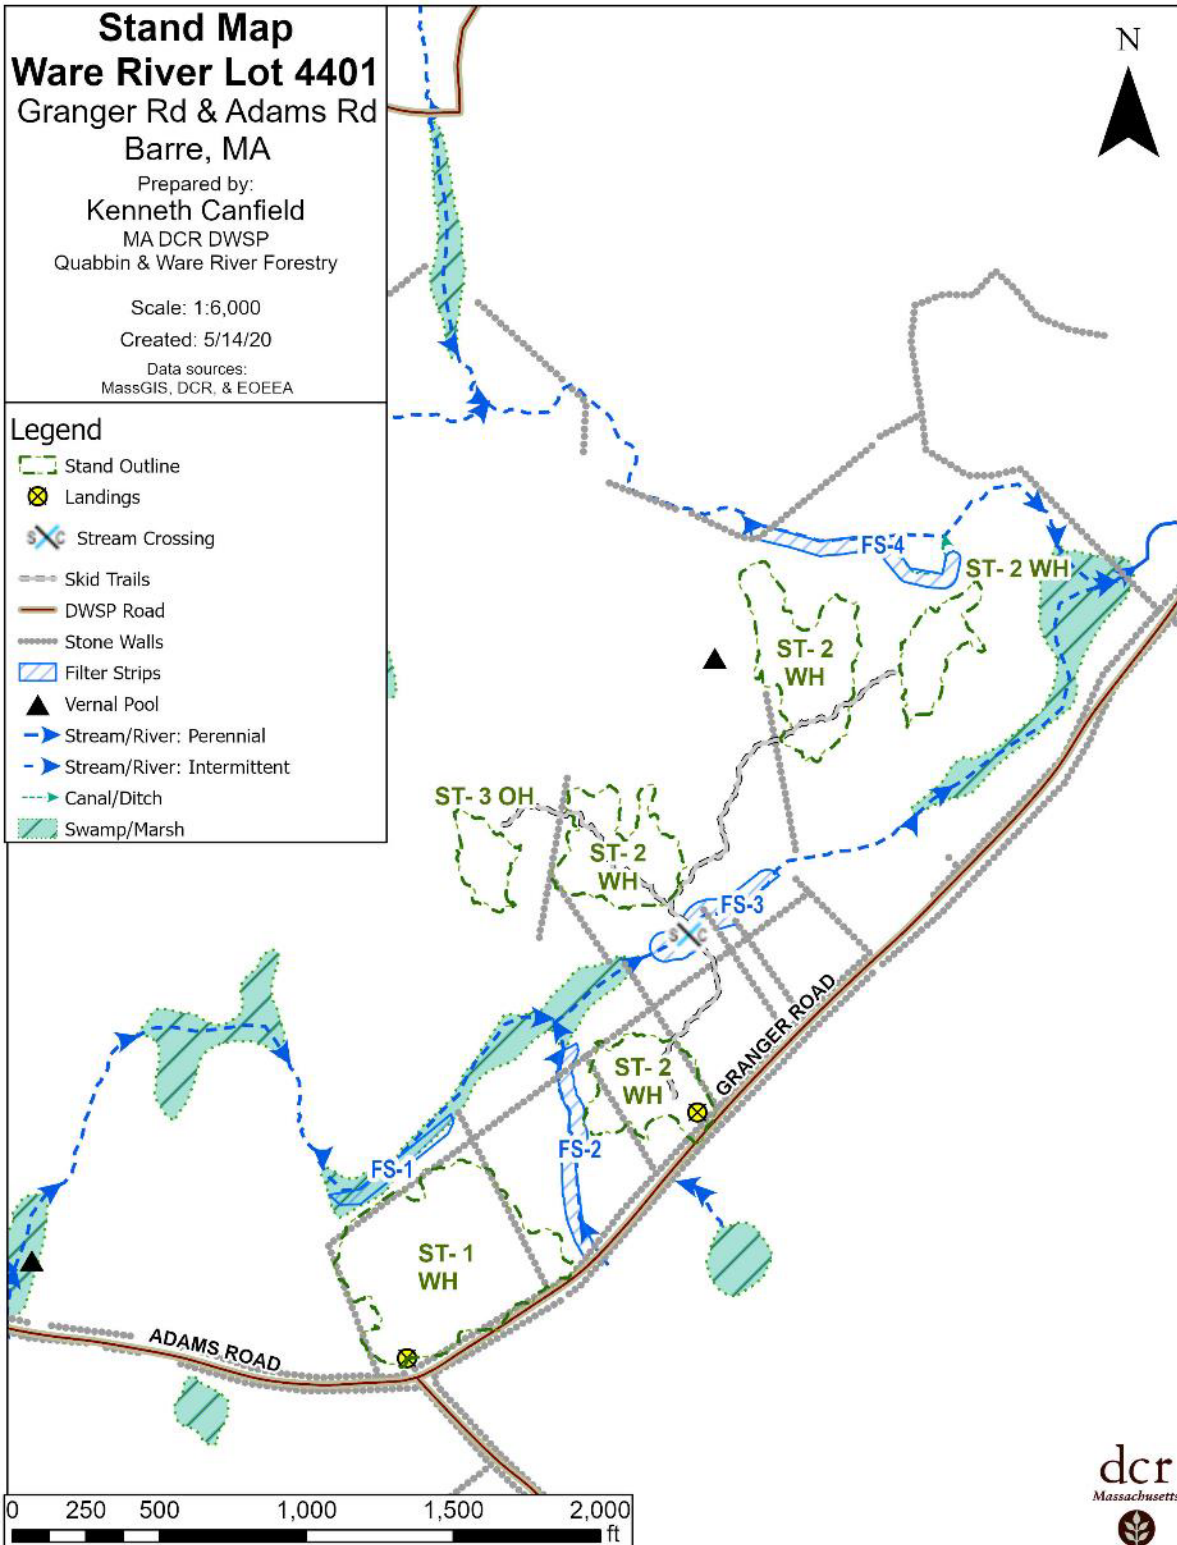 Stand Map
Ware River Lot 4401
Granger Rd & Adams Rd
Barre, MA
Prepared by:
Kenneth Canfield
MA DCR DWSP
Quabbin & Ware River Forestry
Scale: 1:6,000
Created: 5/14/20
Data sources:
MassGIS, DCR, & EOEEA
Legend
Stand Outline
Landings
S C Stream Crossing
Skid Trails
DWSP Road
Stone Walls
Filter Strips
Vernal Pool
Stream/River: Perennial
Stream/River: Intermittent
Canal/Ditch
Swamp/Marsh
N
FS-4
ST- 2 WH
ST- 2
WH
ST- 3 OH
ST- 2
WH
FS-3
S C
GRANGER ROAD
ST- 2
WH
FS-2
FS-1
ST- 1
WH
ADAMS ROAD
0 250 500 1,000 1,500 2,000
ft
dcr
Massachusetts